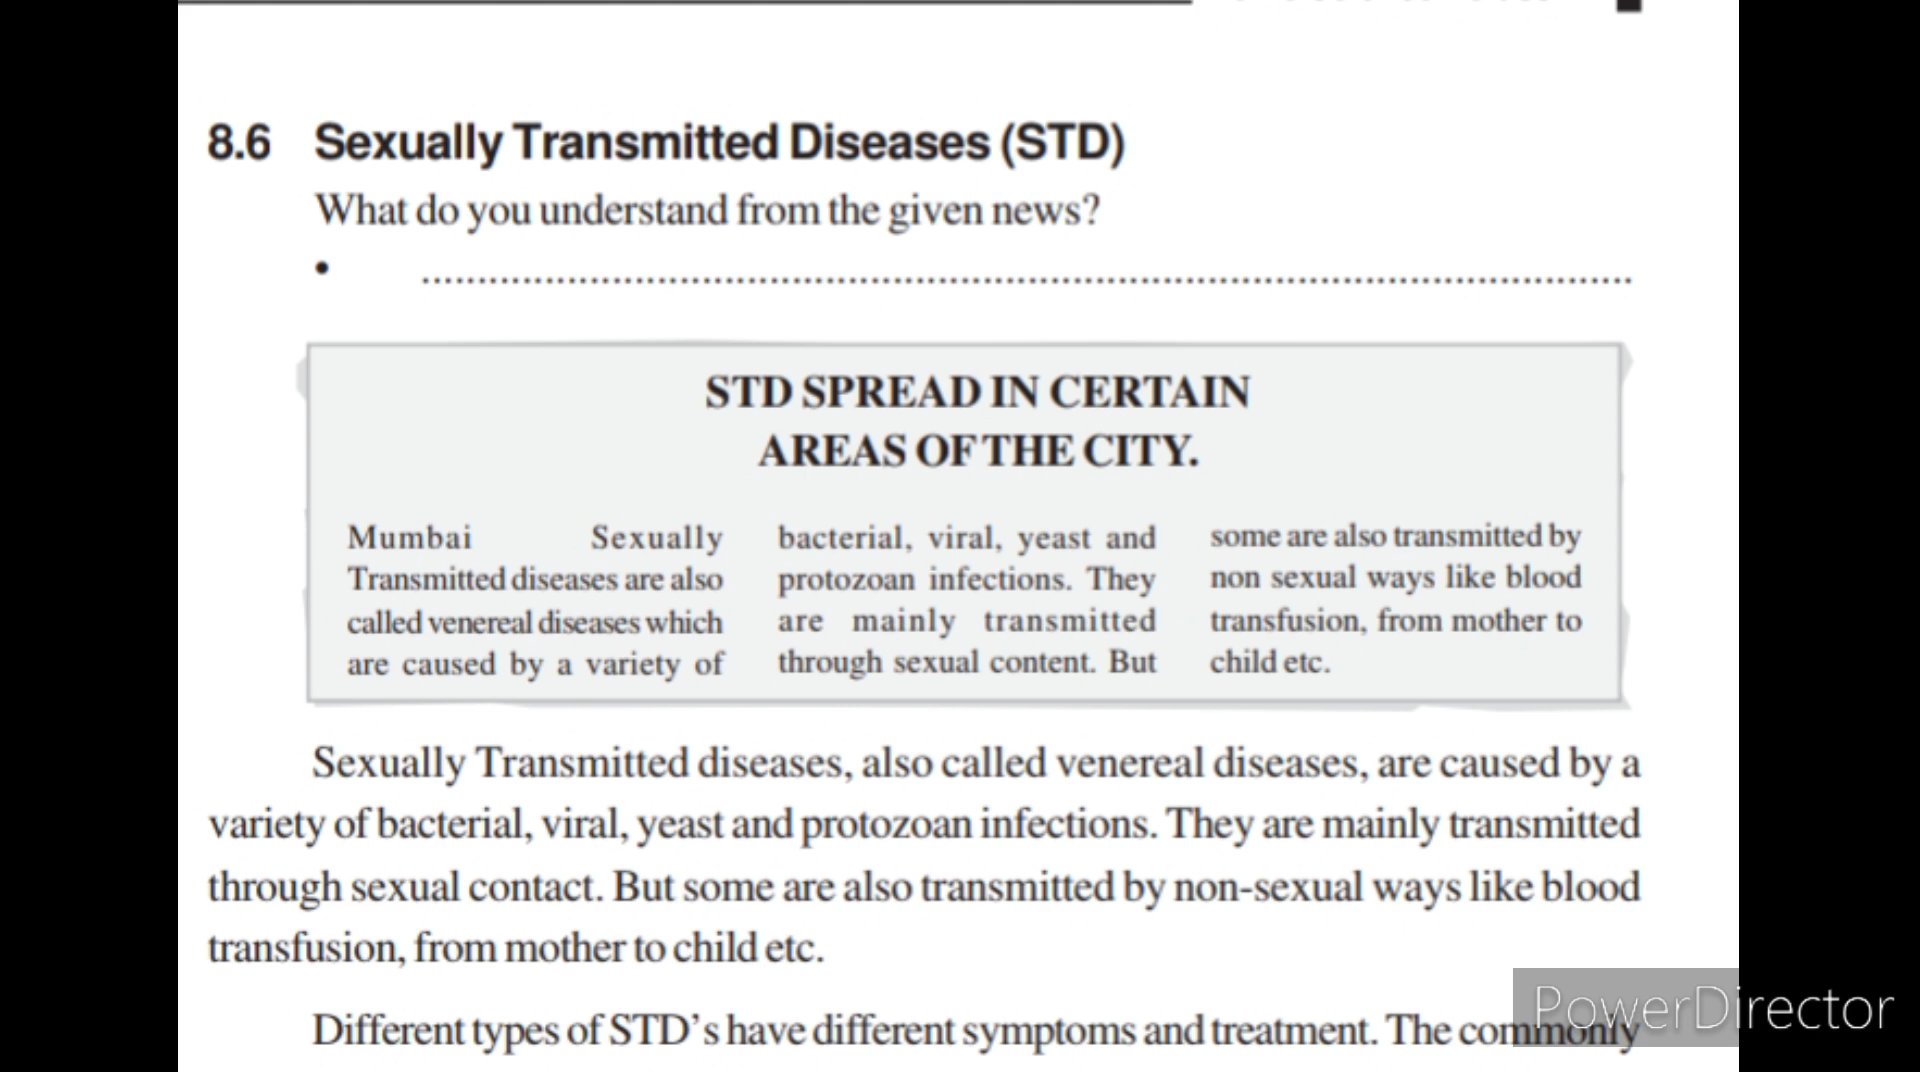 8.6 Sexually Transmitted Diseases (STD)
What do you understand from the given news?
• ............................................................................................................
STD SPREAD IN CERTAIN
AREAS OF THE CITY.
Mumbai Sexually
Transmitted diseases are also
called venereal diseases which
are caused by a variety of
bacterial, viral, yeast and
protozoan infections. They
are mainly transmitted
through sexual content. But
some are also transmitted by
non sexual ways like blood
transfusion, from mother to
child etc.
Sexually Transmitted diseases, also called venereal diseases, are caused by a
variety of bacterial, viral, yeast and protozoan infections. They are mainly transmitted
through sexual contact. But some are also transmitted by non-sexual ways like blood
transfusion, from mother to child etc.
Different types of STD's have different symptoms and treatment. The commonly
PowerDirector